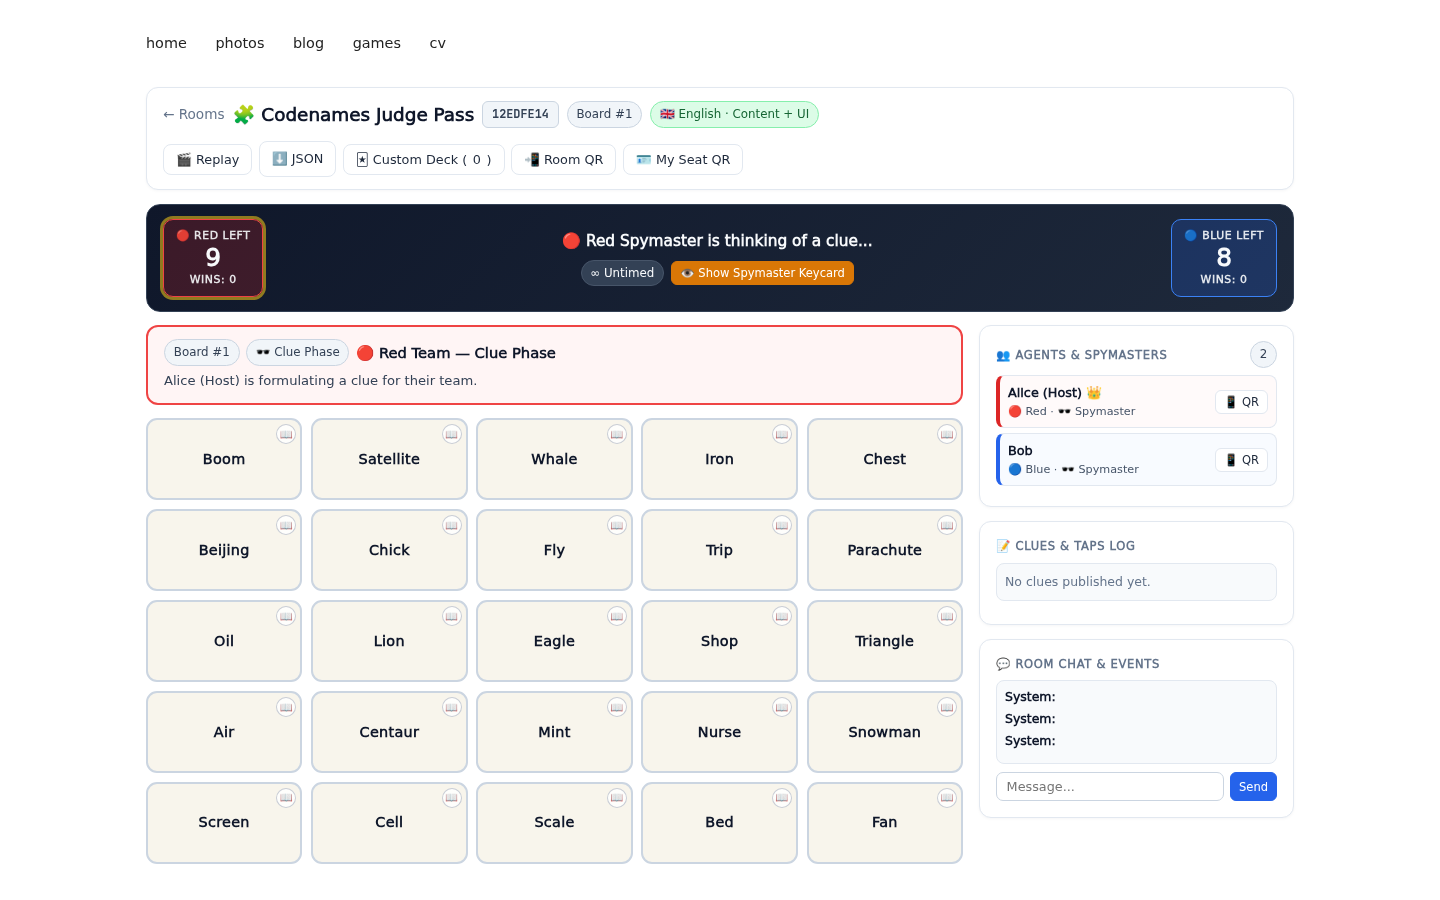 home photos blog games cv
← Rooms 🧩 Codenames Judge Pass 12EDFE14 Board #1 🇬🇧 English · Content + UI
🎬 Replay ⬇️ JSON 🃏 Custom Deck ( 0 ) 📲 Room QR 🪪 My Seat QR
🔴 RED LEFT
9
WINS: 0
🔴 Red Spymaster is thinking of a clue...
∞ Untimed 👁️ Show Spymaster Keycard
🔵 BLUE LEFT
8
WINS: 0
Board #1 🕶️ Clue Phase 🔴 Red Team — Clue Phase
Alice (Host) is formulating a clue for their team.
Boom Satellite Whale Iron Chest
Beijing Chick Fly Trip Parachute
Oil Lion Eagle Shop Triangle
Air Centaur Mint Nurse Snowman
Screen Cell Scale Bed Fan
👥 AGENTS & SPYMASTERS 2
Alice (Host) 👑
🔴 Red · 🕶️ Spymaster
📱 QR
Bob
🔵 Blue · 🕶️ Spymaster
📱 QR
📝 CLUES & TAPS LOG
No clues published yet.
💬 ROOM CHAT & EVENTS
System:
System:
System:
Message... Send